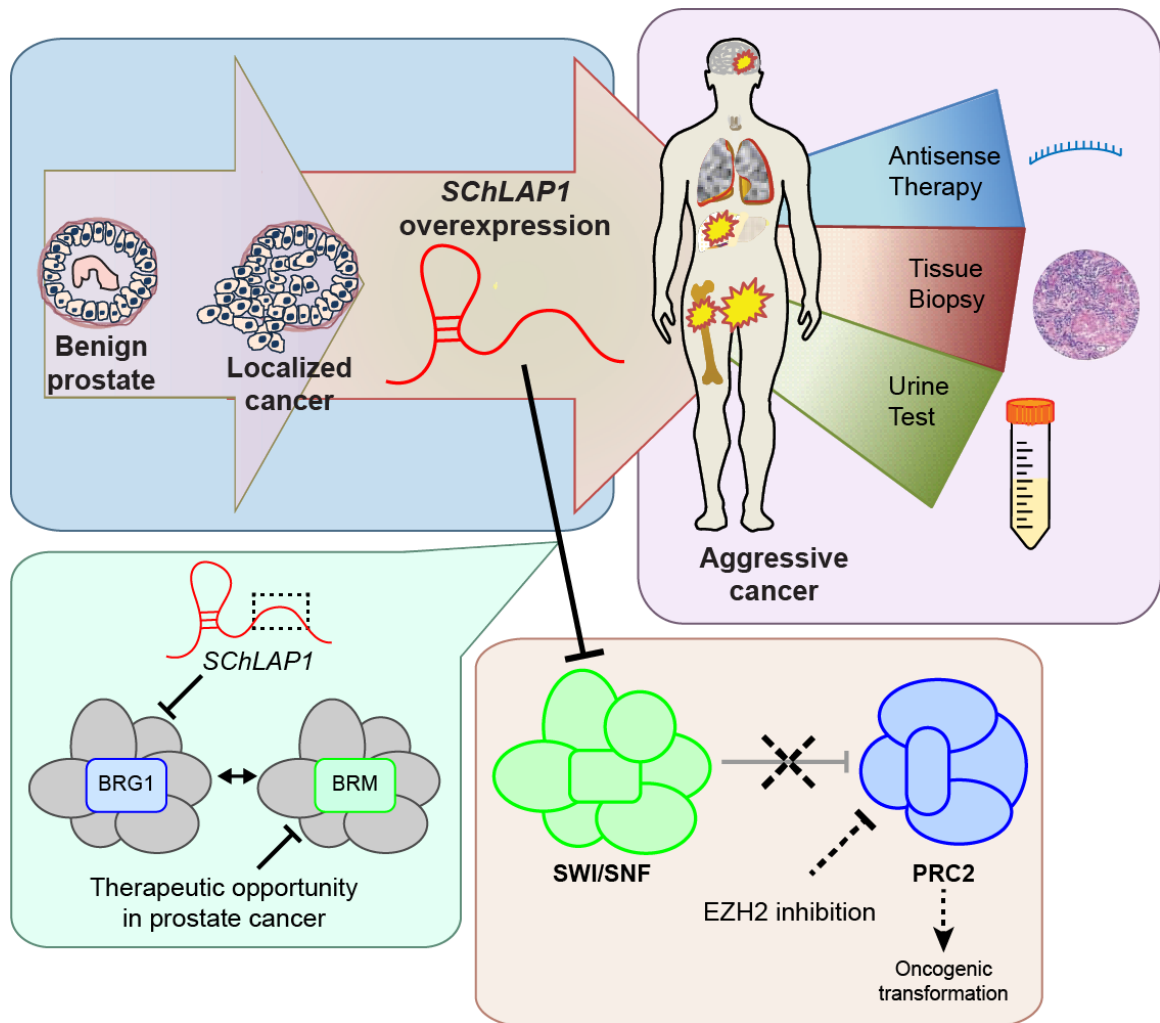 SChLAP1
overexpression
Benign
prostate
Localized
cancer
Antisense
Therapy
Tissue
Biopsy
Urine
Test
Aggressive
cancer
SChLAP1
BRG1
BRM
Therapeutic opportunity
in prostate cancer
SWI/SNF
PRC2
EZH2 inhibition
Oncogenic
transformation